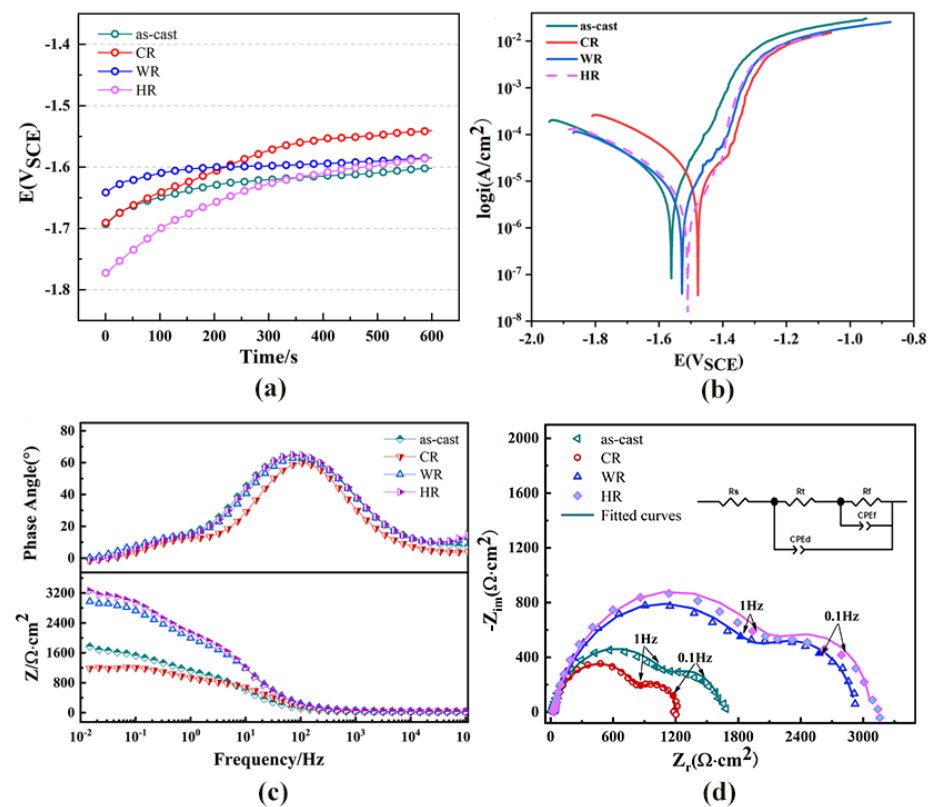 as-cast
CR
WR
HR
-1.4
-1.5
-1.6
-1.7
-1.8
E(VSCE)
0 100 200 300 400 500 600
Time/s
(a)
as-cast
CR
WR
HR
10-2
10-3
10-4
10-5
10-6
10-7
10-8
logi(A/cm2)
-2.0 -1.8 -1.6 -1.4 -1.2 -1.0 -0.8
E(VSCE)
(b)
as-cast
CR
WR
HR
80
60
40
20
0
Phase Angle(°)
3200
2400
1600
800
0
Z/Ω·cm2
10-2 10-1 100 101 102 103 104 10
Frequency/Hz
(c)
as-cast
CR
WR
HR
Fitted curves
Rs Rt Rf
CPEf
CPEd
2000
1600
1200
800
400
0
-Zim(Ω·cm2)
1Hz
0.1Hz
1Hz
0.1Hz
0 600 1200 1800 2400 3000
Zr(Ω·cm2)
(d)